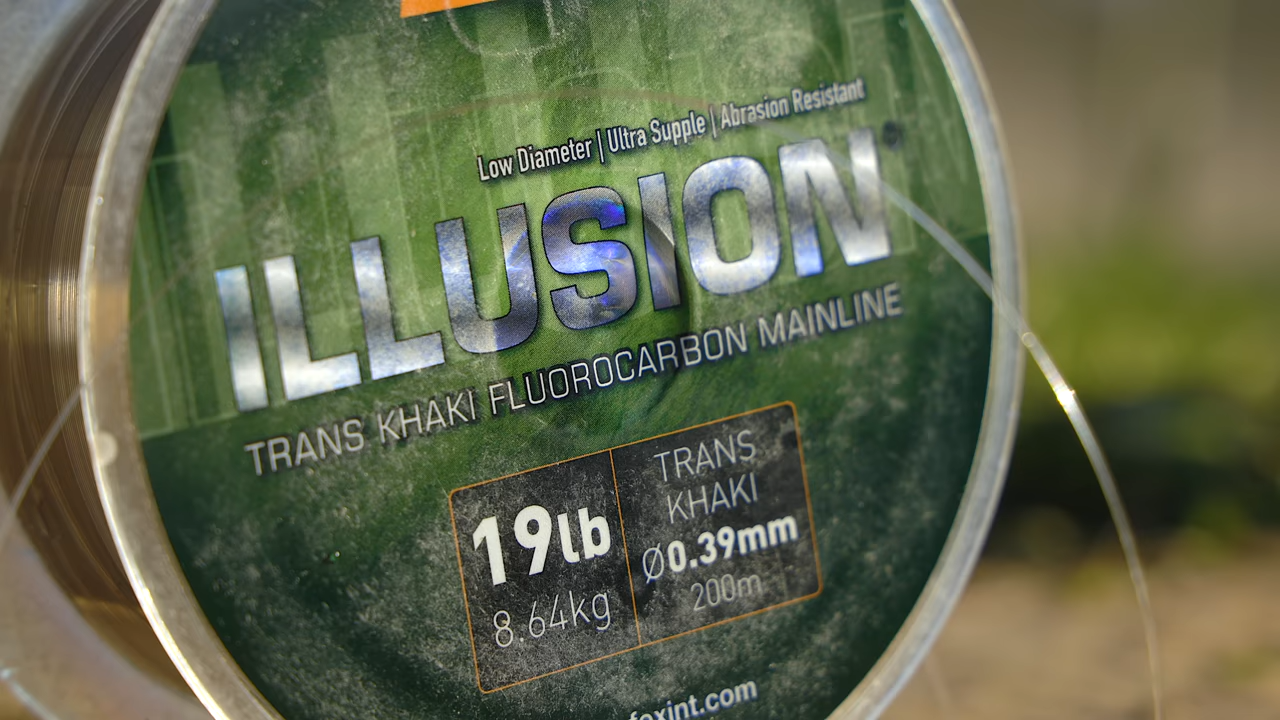 Low Diameter | Ultra Supple | Abrasion Resistant
ILLUSION
TRANS KHAKI FLUOROCARBON MAINLINE
19lb
8.64kg
TRANS
KHAKI
Ø0.39mm
200m
foxint.com